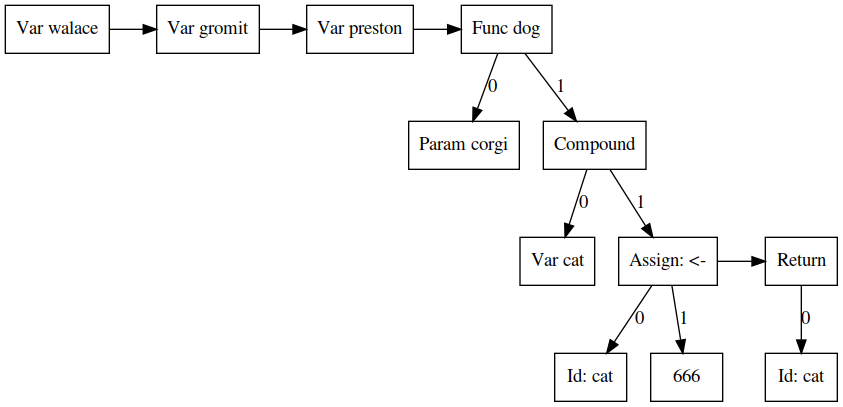 Var walace
Var gromit
Var preston
Func dog
0
1
Param corgi
Compound
0
1
Var cat
Assign: <-
Return
0
1
0
Id: cat
666
Id: cat